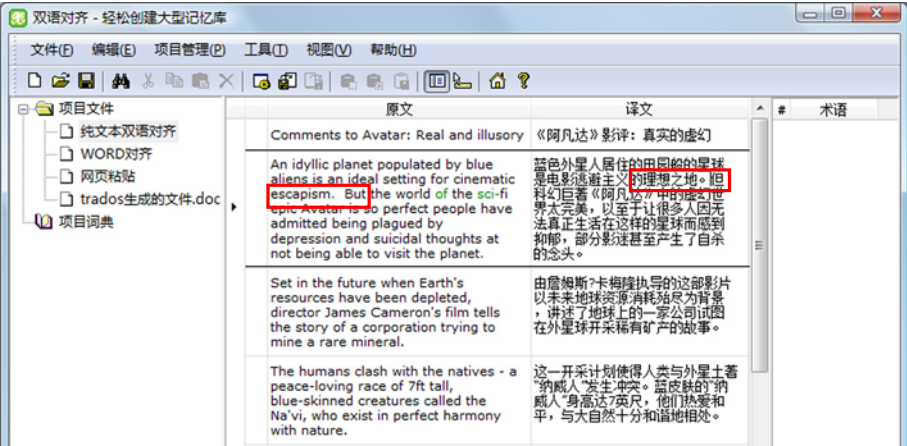 双语对齐 - 轻松创建大型记忆库
文件(F) 编辑(E) 项目管理(P) 工具(T) 视图(V) 帮助(H)
项目文件
纯文本双语对齐
WORD对齐
网页粘贴
trados生成的文件.doc
项目词典
原文 译文
Comments to Avatar: Real and illusory
《阿凡达》影评：真实的虚幻
An idyllic planet populated by blue
aliens is an ideal setting for cinematic
escapism. But the world of the sci-fi
epic Avatar is so perfect people have
admitted being plagued by
depression and suicidal thoughts at
not being able to visit the planet.
蓝色外星人居住的田园般的星球
是电影逃避主义的理想之地。但
科幻巨著《阿凡达》中的虚幻世
界太完美，以至于让很多人因无
法真正生活在这样的星球而感到
抑郁，部分影迷甚至产生了自杀
的念头。
Set in the future when Earth's
resources have been depleted,
director James Cameron's film tells
the story of a corporation trying to
mine a rare mineral.
由詹姆斯?卡梅隆执导的这部影片
以未来地球资源消耗殆尽为背景
，讲述了地球上的一家公司试图
在外星球开采稀有矿产的故事。
The humans clash with the natives - a
peace-loving race of 7ft tall,
blue-skinned creatures called the
Na'vi, who exist in perfect harmony
with nature.
这一开采计划使得人类与外星土著
"纳威人"发生冲突。蓝皮肤的"纳
威人"身高达7英尺，他们热爱和
平，与大自然十分和谐地相处。
# 术语